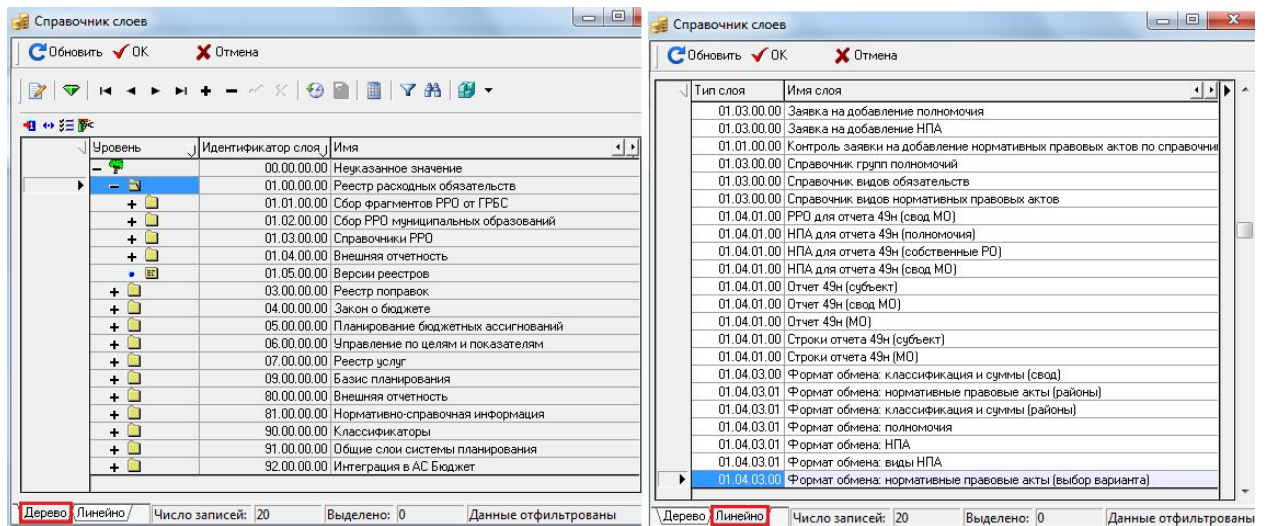 Справочник слоев
Обновить OK Отмена
Уровень Идентификатор слоя Имя
00.00.00.00 Неуказанное значение
01.00.00.00 Реестр расходных обязательств
01.01.00.00 Сбор фрагментов РРО от ГРБС
01.02.00.00 Сбор РРО муниципальных образований
01.03.00.00 Справочники РРО
01.04.00.00 Внешняя отчетность
01.05.00.00 Версии реестров
03.00.00.00 Реестр поправок
04.00.00.00 Закон о бюджете
05.00.00.00 Планирование бюджетных ассигнований
06.00.00.00 Управление по целям и показателям
07.00.00.00 Реестр услуг
09.00.00.00 Базис планирования
80.00.00.00 Внешняя отчетность
81.00.00.00 Нормативно-справочная информация
90.00.00.00 Классификаторы
91.00.00.00 Общие слои системы планирования
92.00.00.00 Интеграция в АС Бюджет
Дерево Линейно Число записей: 20 Выделено: 0 Данные отфильтрованы
Справочник слоев
Обновить OK Отмена
Тип слоя Имя слоя
01.03.00.00 Заявка на добавление полномочия
01.03.00.00 Заявка на добавление НПА
01.01.00.00 Контроль заявки на добавление нормативных правовых актов по справочни
01.03.00.00 Справочник групп полномочий
01.03.00.00 Справочник видов обязательств
01.03.00.00 Справочник видов нормативных правовых актов
01.04.01.00 РРО для отчета 49н (свод МО)
01.04.01.00 НПА для отчета 49н (полномочия)
01.04.01.00 НПА для отчета 49н (собственные РО)
01.04.01.00 НПА для отчета 49н (свод МО)
01.04.01.00 Отчет 49н (субъект)
01.04.01.00 Отчет 49н (свод МО)
01.04.01.00 Отчет 49н (МО)
01.04.01.00 Строки отчета 49н (субъект)
01.04.01.00 Строки отчета 49н (МО)
01.04.03.00 Формат обмена: классификация и суммы (свод)
01.04.03.01 Формат обмена: нормативные правовые акты (районы)
01.04.03.01 Формат обмена: классификация и суммы (районы)
01.04.03.01 Формат обмена: полномочия
01.04.03.01 Формат обмена: НПА
01.04.03.01 Формат обмена: виды НПА
01.04.03.00 Формат обмена: нормативные правовые акты (выбор варианта)
Дерево Линейно Число записей: 20 Выделено: 0 Данные отфильтрованы